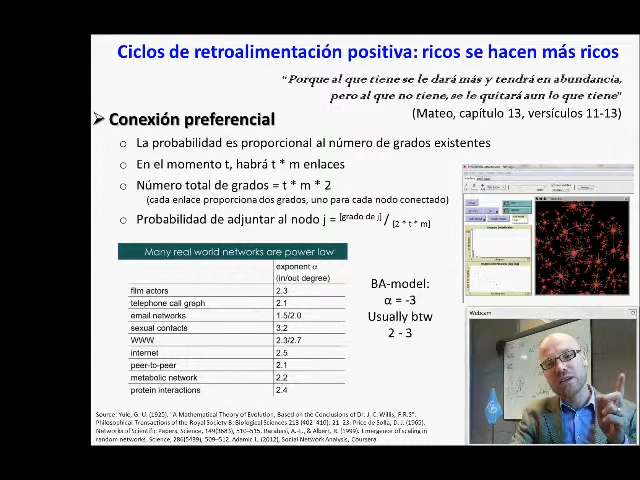 Ciclos de retroalimentación positiva: ricos se hacen más ricos
"Porque al que tiene se le dará más y tendrá en abundancia,
pero al que no tiene, se le quitará aun lo que tiene"
(Mateo, capítulo 13, versículos 11-13)
Conexión preferencial
La probabilidad es proporcional al número de grados existentes
En el momento t, habrá t * m enlaces
Número total de grados = t * m * 2
(cada enlace proporciona dos grados, uno para cada nodo conectado)
Probabilidad de adjuntar al nodo j = [grado de j] / [2 * t * m]
Many real world networks are power law
exponent α
(in/out degree)
film actors 2.3
telephone call graph 2.1
email networks 1.5/2.0
sexual contacts 3.2
WWW 2.3/2.7
internet 2.5
peer-to-peer 2.1
metabolic network 2.2
protein interactions 2.4
BA-model:
α = -3
Usually btw
2 - 3
Webcam
Source: Yule, G. U. (1925). "A Mathematical Theory of Evolution, Based on the Conclusions of Dr. J. C. Willis, F.R.S".
Philosophical Transactions of the Royal Society B: Biological Sciences 213 (402-410): 21-23. Price de Solla, D. J. (1965).
Networks of Scientific Papers. Science, 149(3683), 510-515. Barabási, A.-L., & Albert, R. (1999). Emergence of scaling in
random networks. Science, 286(5439), 509-512. Adamic L. (2012), Social Network Analysis, Coursera